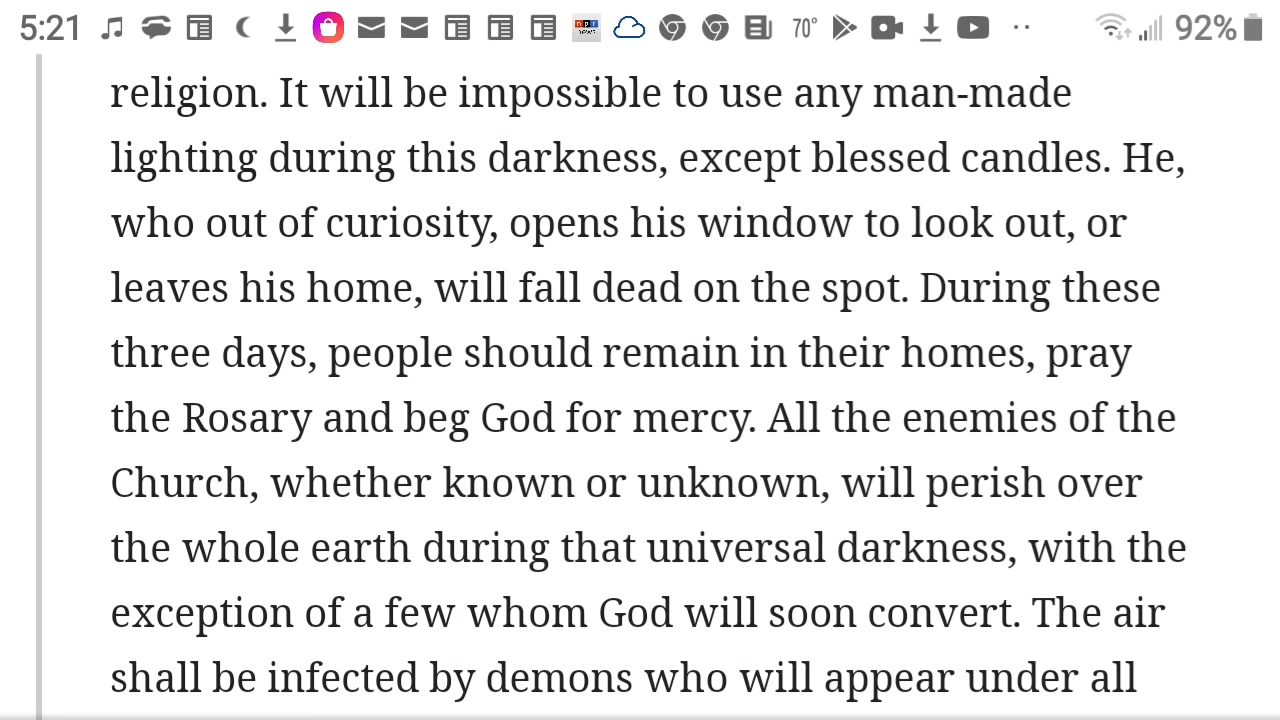 5:21 npr news 70° 92%
religion. It will be impossible to use any man-made
lighting during this darkness, except blessed candles. He,
who out of curiosity, opens his window to look out, or
leaves his home, will fall dead on the spot. During these
three days, people should remain in their homes, pray
the Rosary and beg God for mercy. All the enemies of the
Church, whether known or unknown, will perish over
the whole earth during that universal darkness, with the
exception of a few whom God will soon convert. The air
shall be infected by demons who will appear under all